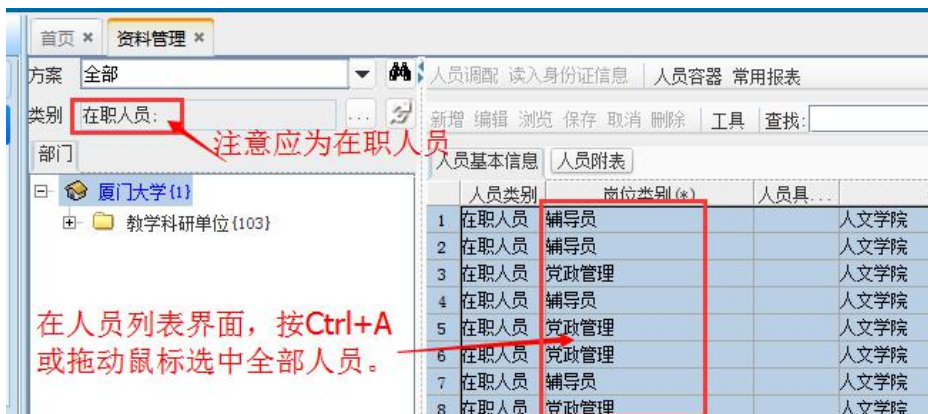 首页 × 资料管理 ×
方案 全部
人员调配 读入身份证信息 人员容器 常用报表
类别 在职人员;
...
新增 编辑 浏览 保存 取消 删除 工具 查找:
注意应为在职人员
部门
人员基本信息 人员附表
厦门大学{1}
教学科研单位{103}
人员类别 岗位类别(*) 人员具...
1 在职人员 辅导员 人文学院
2 在职人员 辅导员 人文学院
3 在职人员 党政管理 人文学院
4 在职人员 辅导员 人文学院
5 在职人员 党政管理 人文学院
6 在职人员 党政管理 人文学院
7 在职人员 辅导员 人文学院
8 在职人员 党政管理 人文学院
在人员列表界面，按Ctrl+A
或拖动鼠标选中全部人员。